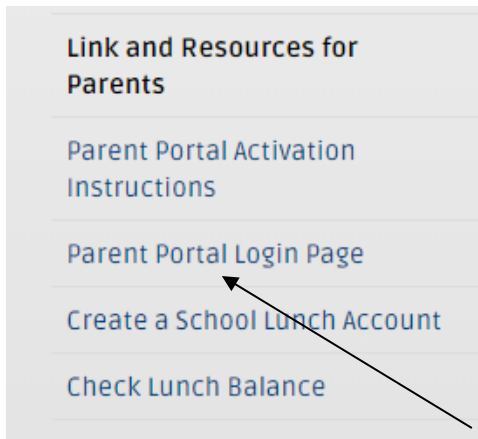 Link and Resources for
Parents
Parent Portal Activation
Instructions
Parent Portal Login Page
Create a School Lunch Account
Check Lunch Balance